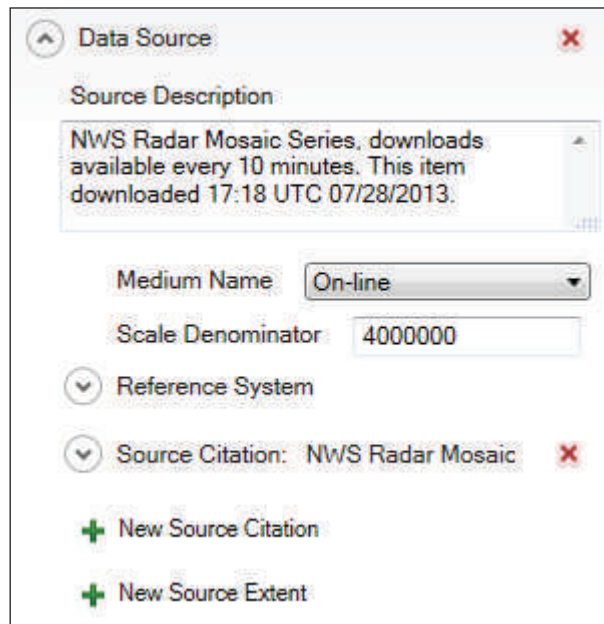 Data Source
Source Description
NWS Radar Mosaic Series, downloads
available every 10 minutes. This item
downloaded 17:18 UTC 07/28/2013.
Medium Name On-line
Scale Denominator 4000000
Reference System
Source Citation: NWS Radar Mosaic
New Source Citation
New Source Extent